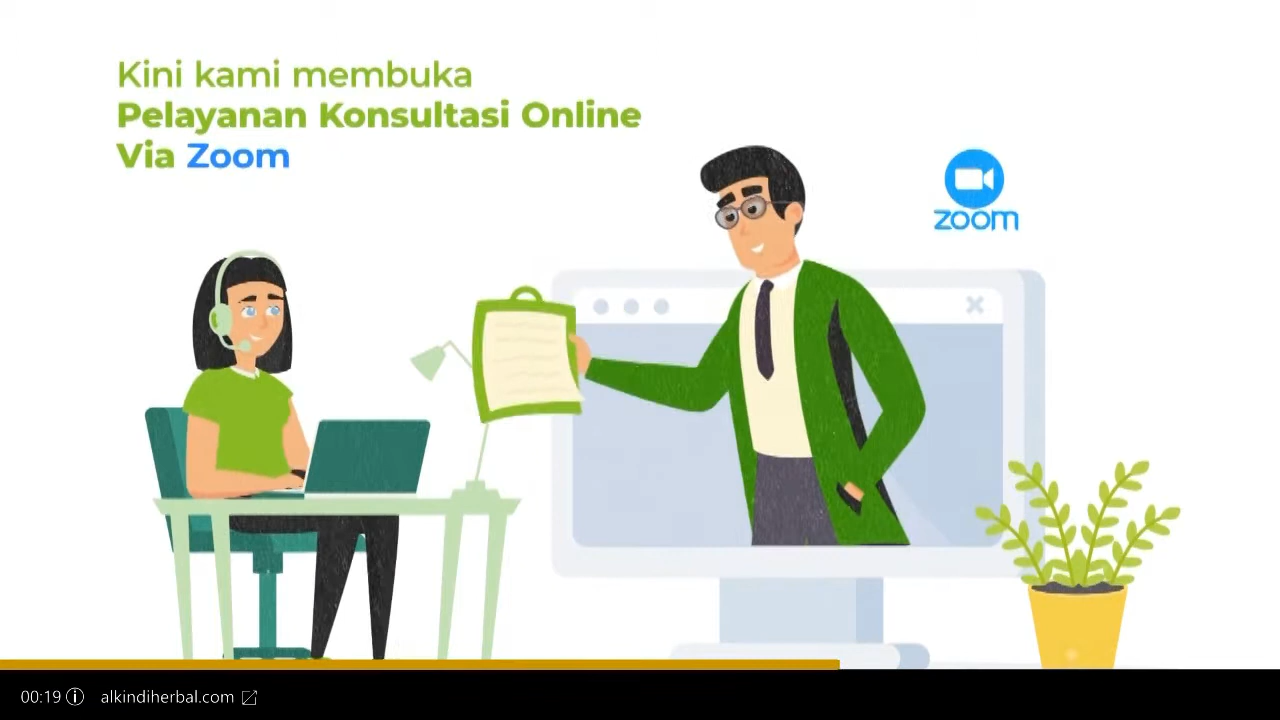 Kini kami membuka
Pelayanan Konsultasi Online
Via Zoom
zoom
00:19 alkindiherbal.com